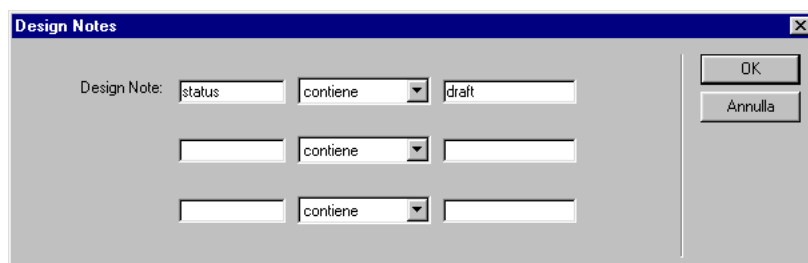 Design Notes
OK
Design Note: status contiene draft
Annulla
contiene
contiene